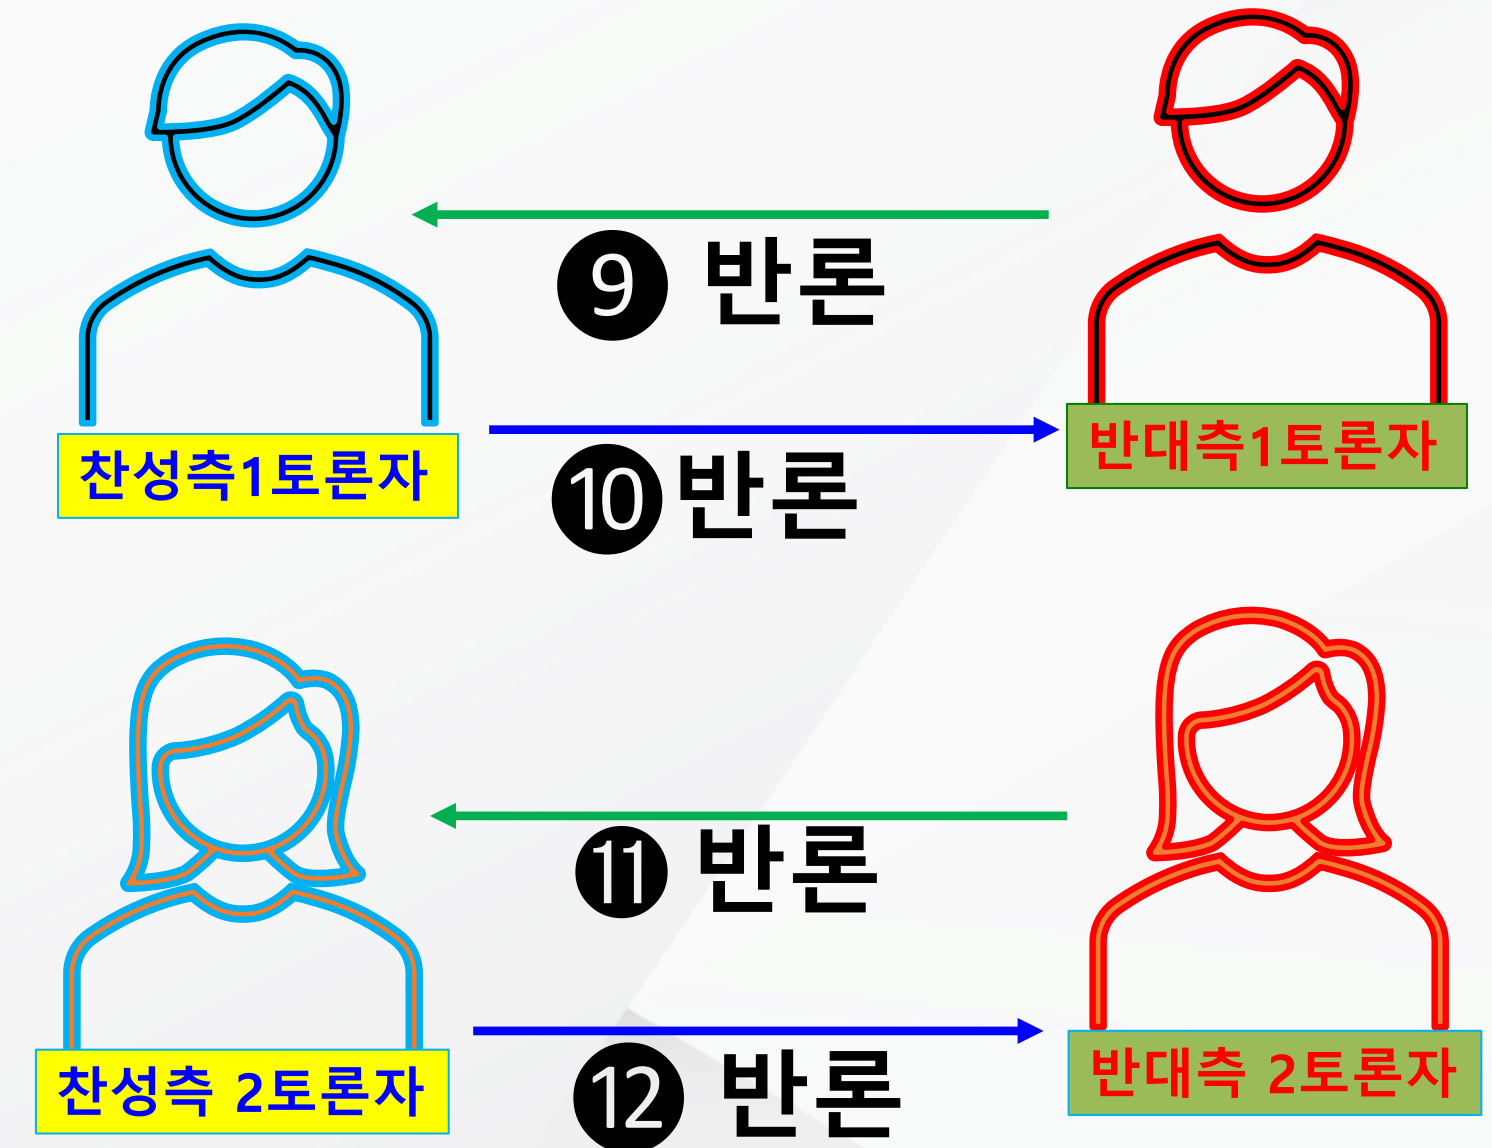 ❾ 반론
찬성측1토론자
반대측1토론자
❿반론
⓫ 반론
찬성측 2토론자
반대측 2토론자
⓬ 반론